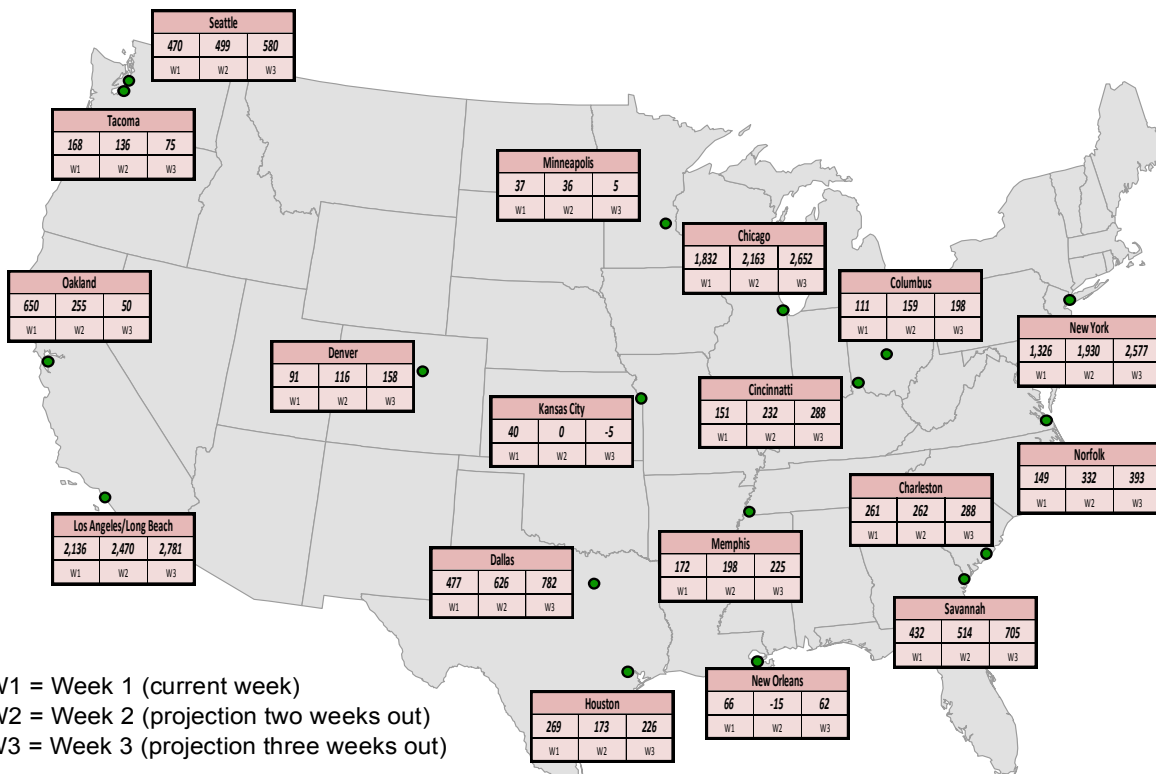 Seattle
470 499 580
W1 W2 W3
Tacoma
168 136 75
W1 W2 W3
Minneapolis
37 36 5
W1 W2 W3
Chicago
1,832 2,163 2,652
W1 W2 W3
Oakland
650 255 50
W1 W2 W3
Columbus
111 159 198
W1 W2 W3
New York
1,326 1,930 2,577
W1 W2 W3
Denver
91 116 158
W1 W2 W3
Cincinnatti
151 232 288
W1 W2 W3
Kansas City
40 0 -5
W1 W2 W3
Norfolk
149 332 393
W1 W2 W3
Charleston
261 262 288
W1 W2 W3
Los Angeles/Long Beach
2,136 2,470 2,781
W1 W2 W3
Memphis
172 198 225
W1 W2 W3
Dallas
477 626 782
W1 W2 W3
Savannah
432 514 705
W1 W2 W3
New Orleans
66 -15 62
W1 W2 W3
Houston
269 173 226
W1 W2 W3
W1 = Week 1 (current week)
W2 = Week 2 (projection two weeks out)
W3 = Week 3 (projection three weeks out)